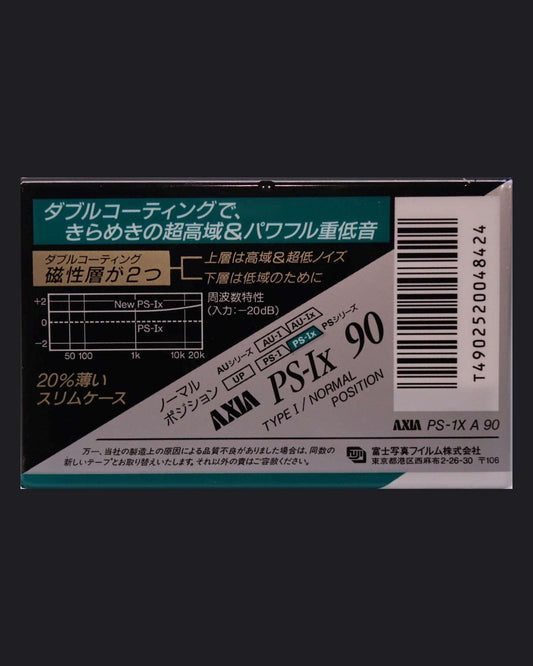 ダブルコーティングで、
きらめきの超高域&パワフル重低音
ダブルコーティング
磁性層が2つ
上層は高域&超低ノイズ
下層は低域のために
+2
0
−2
New PS-Ix
PS-Ix
50 100 1k 10k 20k
周波数特性
(入力:−20dB)
20%薄い
スリムケース
ノーマル
ポジション
AUシリーズ AU-I AU-Ix
UP PS-I PS-Ix PSシリーズ
AXIA PS-Ix 90
TYPE I/NORMAL
POSITION
T4902520048424
AXIA PS-1X A 90
万一、当社の製造上の原因による品質不良がありました場合は、同数の
新しいテープとお取り替えいたします。それ以外の責はご容赦ください。
Fuji 富士写真フイルム株式会社
東京都港区西麻布2-26-30 〒106